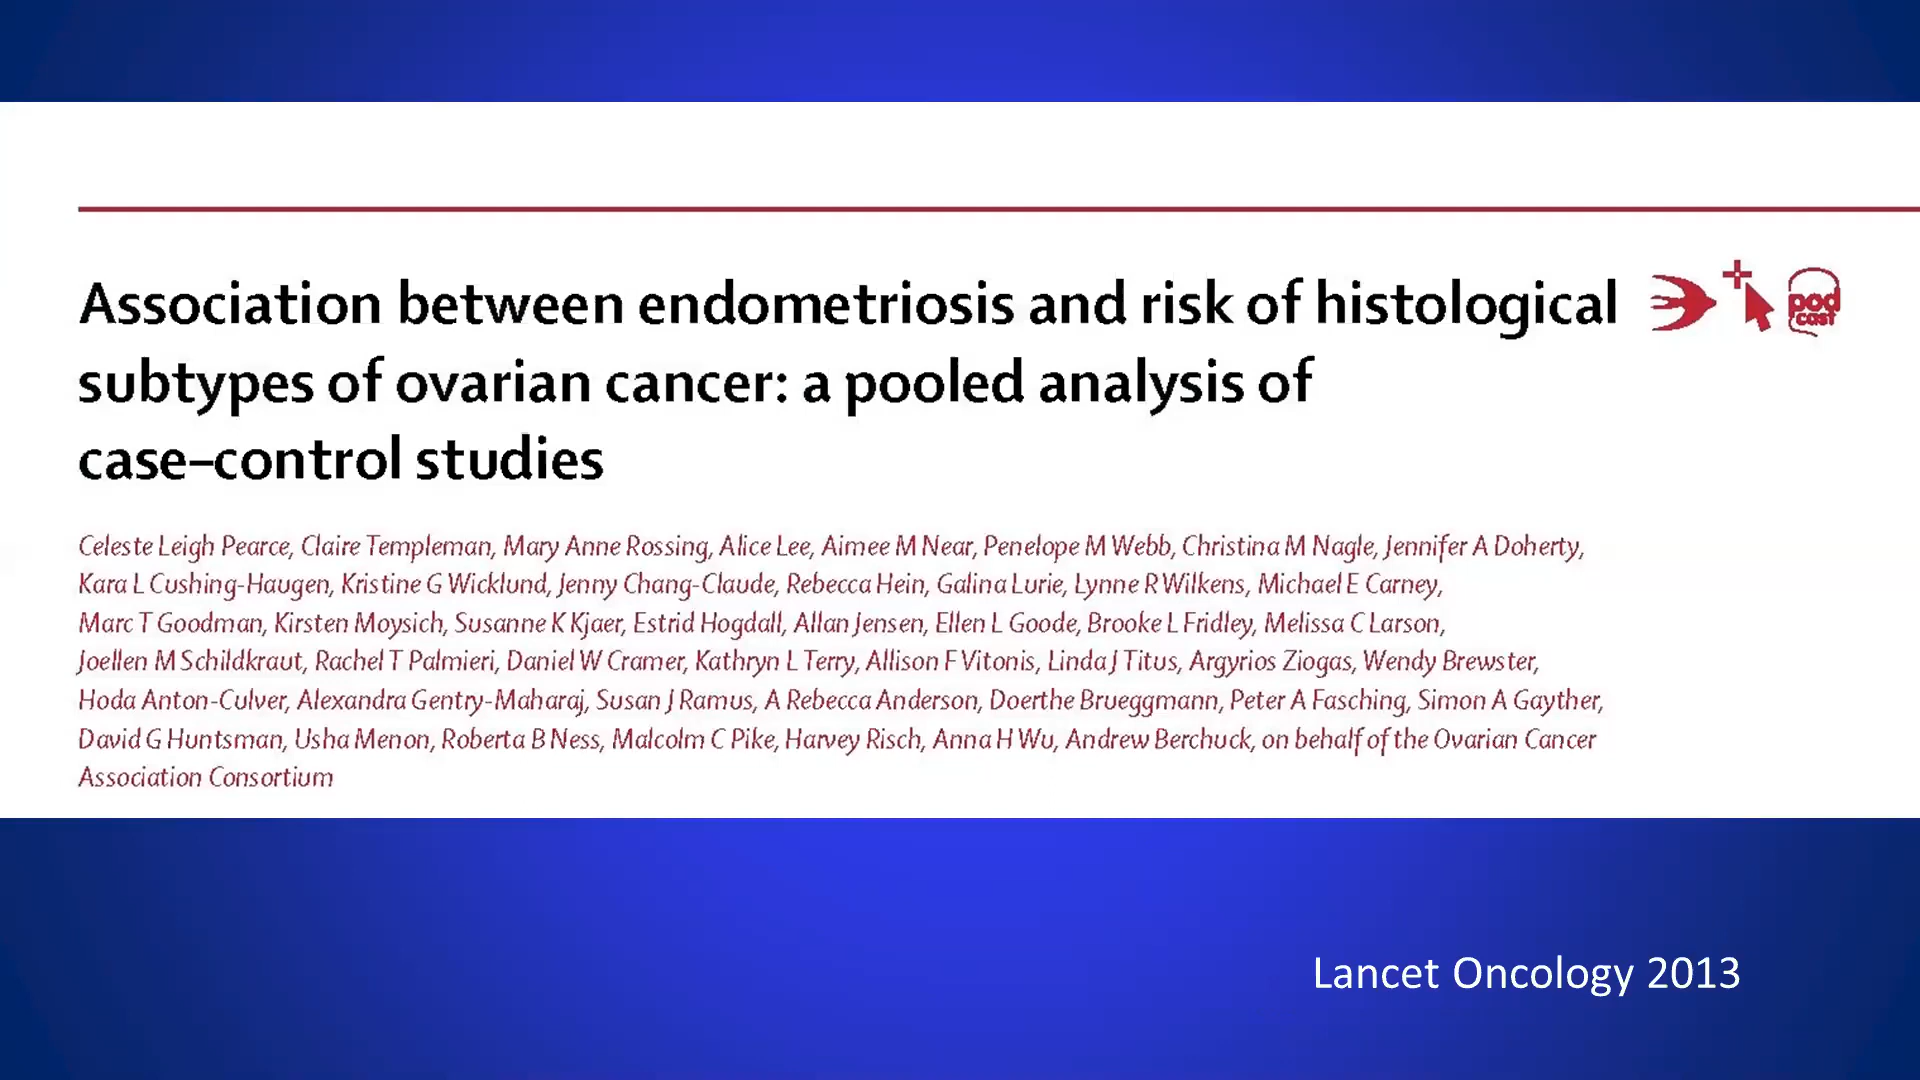 Association between endometriosis and risk of histological
subtypes of ovarian cancer: a pooled analysis of
case–control studies
pod
cast
Celeste Leigh Pearce, Claire Templeman, Mary Anne Rossing, Alice Lee, Aimee M Near, Penelope M Webb, Christina M Nagle, Jennifer A Doherty,
Kara L Cushing-Haugen, Kristine G Wicklund, Jenny Chang-Claude, Rebecca Hein, Galina Lurie, Lynne R Wilkens, Michael E Carney,
Marc T Goodman, Kirsten Moysich, Susanne K Kjaer, Estrid Hogdall, Allan Jensen, Ellen L Goode, Brooke L Fridley, Melissa C Larson,
Joellen M Schildkraut, Rachel T Palmieri, Daniel W Cramer, Kathryn L Terry, Allison F Vitonis, Linda J Titus, Argyrios Ziogas, Wendy Brewster,
Hoda Anton-Culver, Alexandra Gentry-Maharaj, Susan J Ramus, A Rebecca Anderson, Doerthe Brueggmann, Peter A Fasching, Simon A Gayther,
David G Huntsman, Usha Menon, Roberta B Ness, Malcolm C Pike, Harvey Risch, Anna H Wu, Andrew Berchuck, on behalf of the Ovarian Cancer
Association Consortium
Lancet Oncology 2013